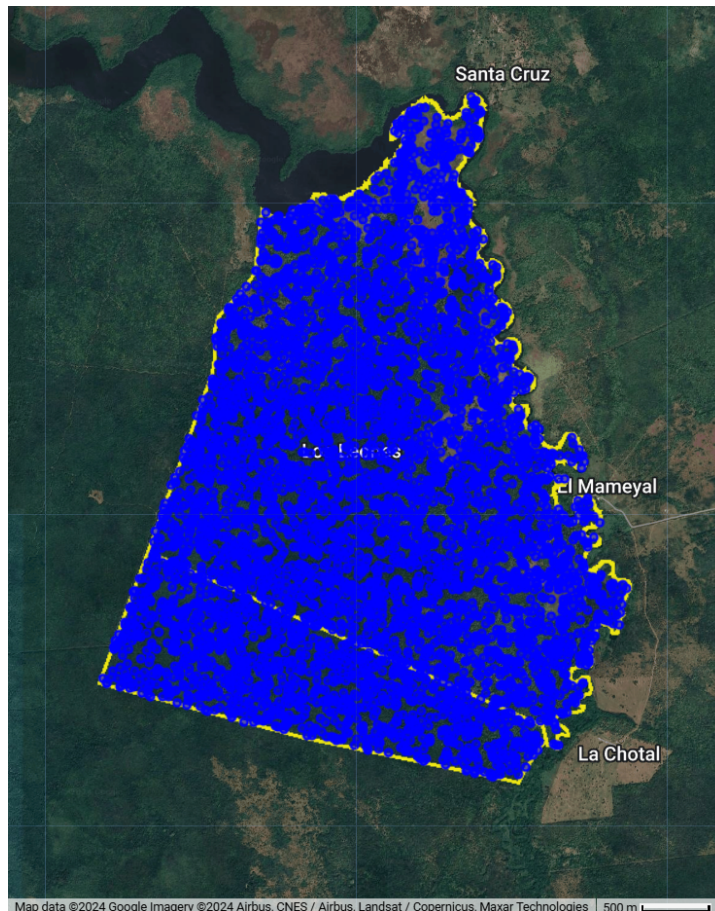 Santa Cruz
El Mameyal
La Chotal
Map data ©2024 Google Imagery ©2024 Airbus, CNES / Airbus, Landsat / Copernicus, Maxar Technologies
500 m